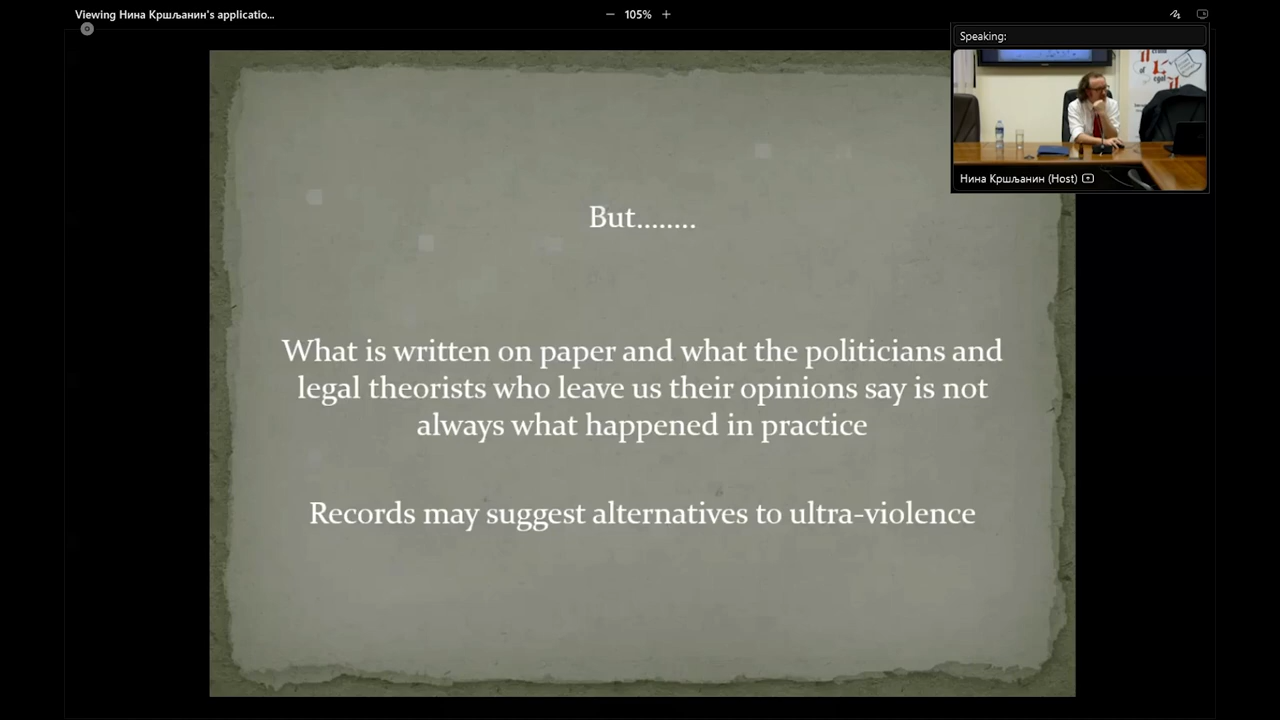 Viewing Нина Кршљанин's applicatio...
105%
Speaking:
of
Нина Кршљанин (Host)
But........
What is written on paper and what the politicians and
legal theorists who leave us their opinions say is not
always what happened in practice
Records may suggest alternatives to ultra-violence